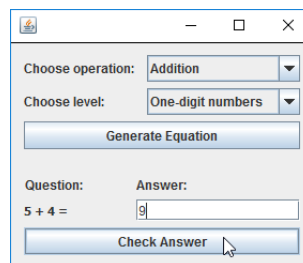 Choose operation: Addition
Choose level: One-digit numbers
Generate Equation
Question: Answer:
5 + 4 = 9
Check Answer